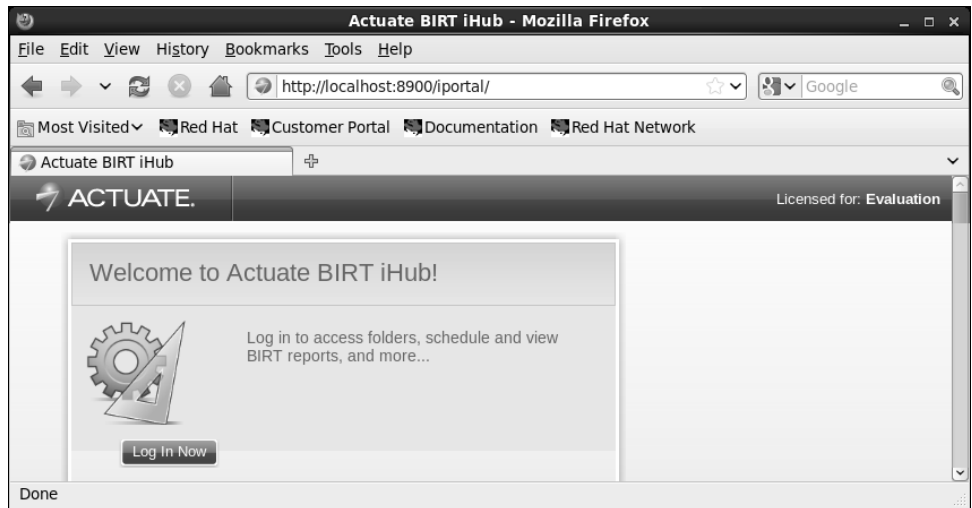 Actuate BIRT iHub - Mozilla Firefox
File Edit View History Bookmarks Tools Help
http://localhost:8900/iportal/ Google
Most Visited Red Hat Customer Portal Documentation Red Hat Network
Actuate BIRT iHub
ACTUATE. Licensed for: Evaluation
Welcome to Actuate BIRT iHub!
Log in to access folders, schedule and view
BIRT reports, and more...
Log In Now
Done